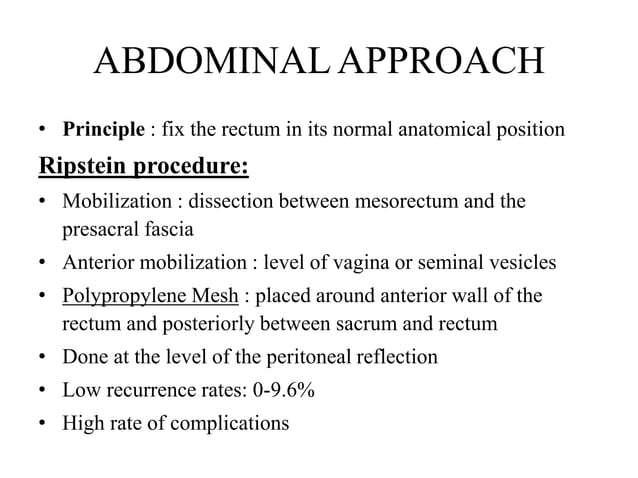 ABDOMINAL APPROACH
• Principle : fix the rectum in its normal anatomical position
Ripstein procedure:
• Mobilization : dissection between mesorectum and the
presacral fascia
• Anterior mobilization : level of vagina or seminal vesicles
• Polypropylene Mesh : placed around anterior wall of the
rectum and posteriorly between sacrum and rectum
• Done at the level of the peritoneal reflection
• Low recurrence rates: 0-9.6%
• High rate of complications